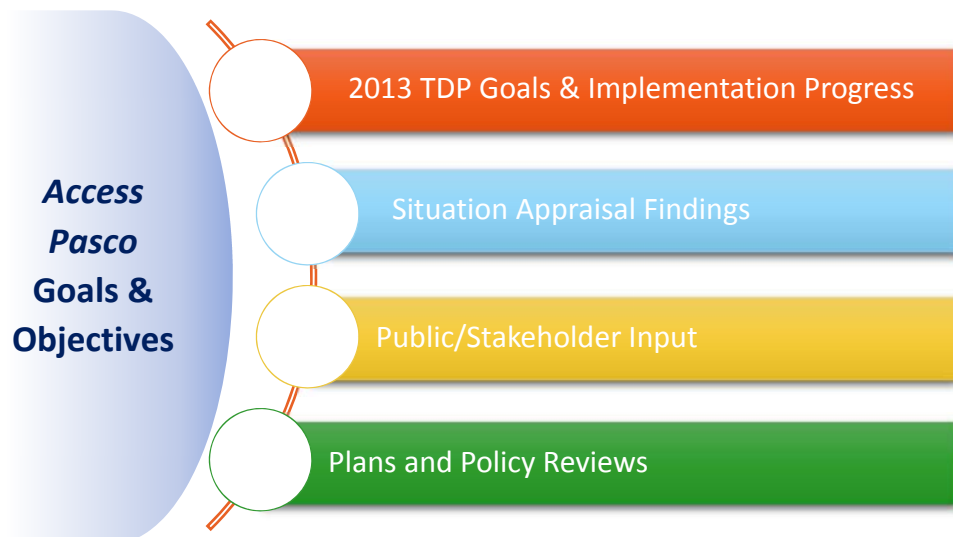 Access
Pasco
Goals &
Objectives
2013 TDP Goals & Implementation Progress
Situation Appraisal Findings
Public/Stakeholder Input
Plans and Policy Reviews